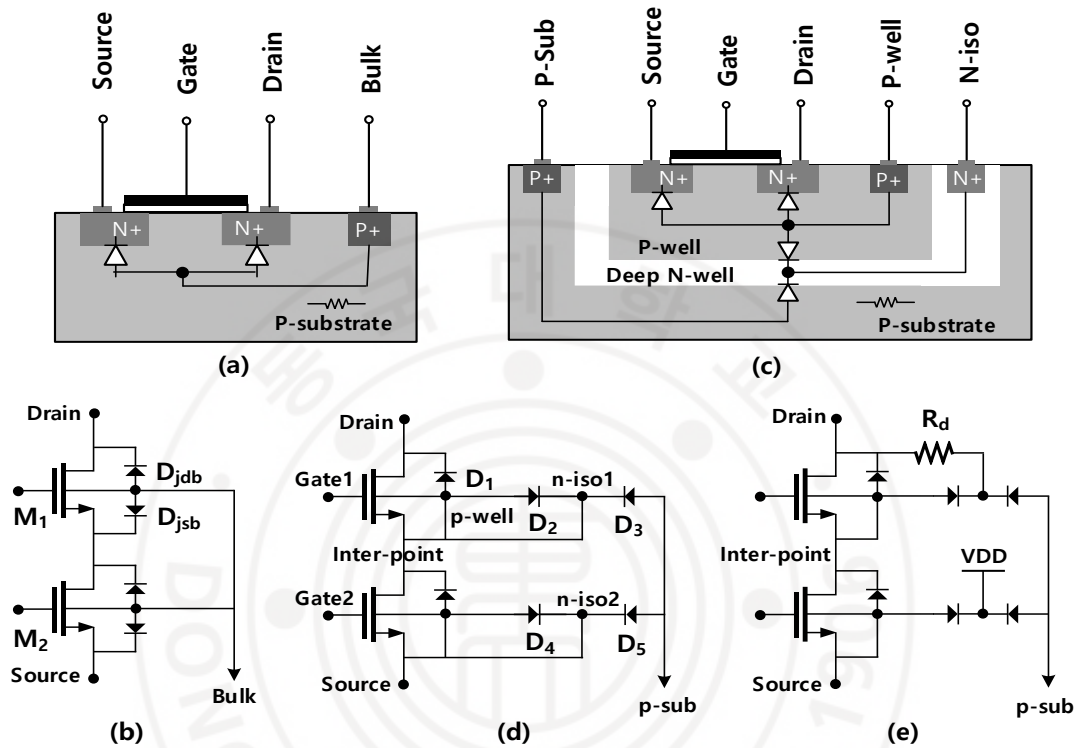 Source
Gate
Drain
Bulk
N+
N+
P+
P-substrate
(a)
P-Sub
Source
Gate
Drain
P-well
N-iso
P+
N+
N+
P+
N+
P-well
Deep N-well
P-substrate
(c)
Drain
Djdb
M1
Djsb
M2
Source
Bulk
(b)
Drain
Gate1
D1
n-iso1
p-well
D2
D3
Inter-point
Gate2
n-iso2
D4
D5
Source
p-sub
(d)
Drain
Rd
Inter-point
VDD
Source
p-sub
(e)